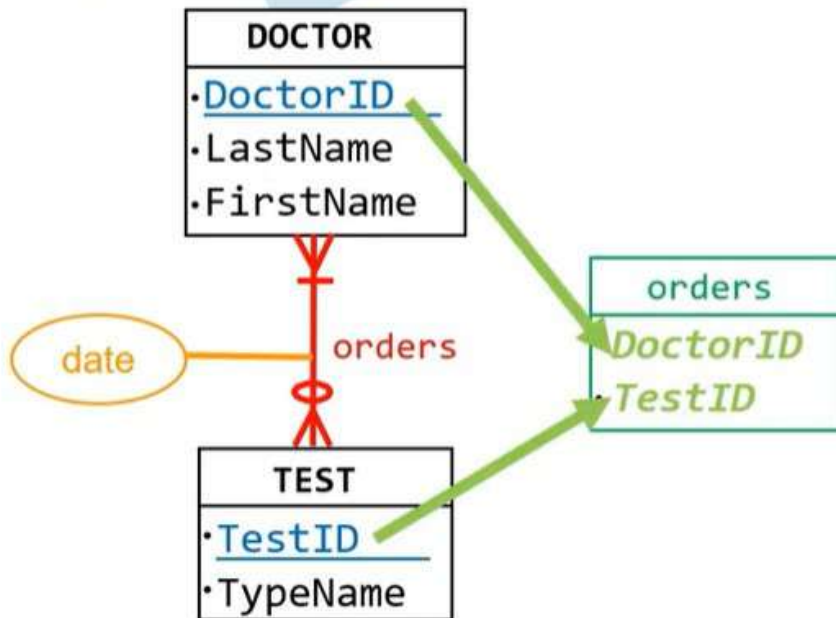 DOCTOR
·DoctorID
·LastName
·FirstName
date
orders
TEST
·TestID
·TypeName
orders
DoctorID
·TestID